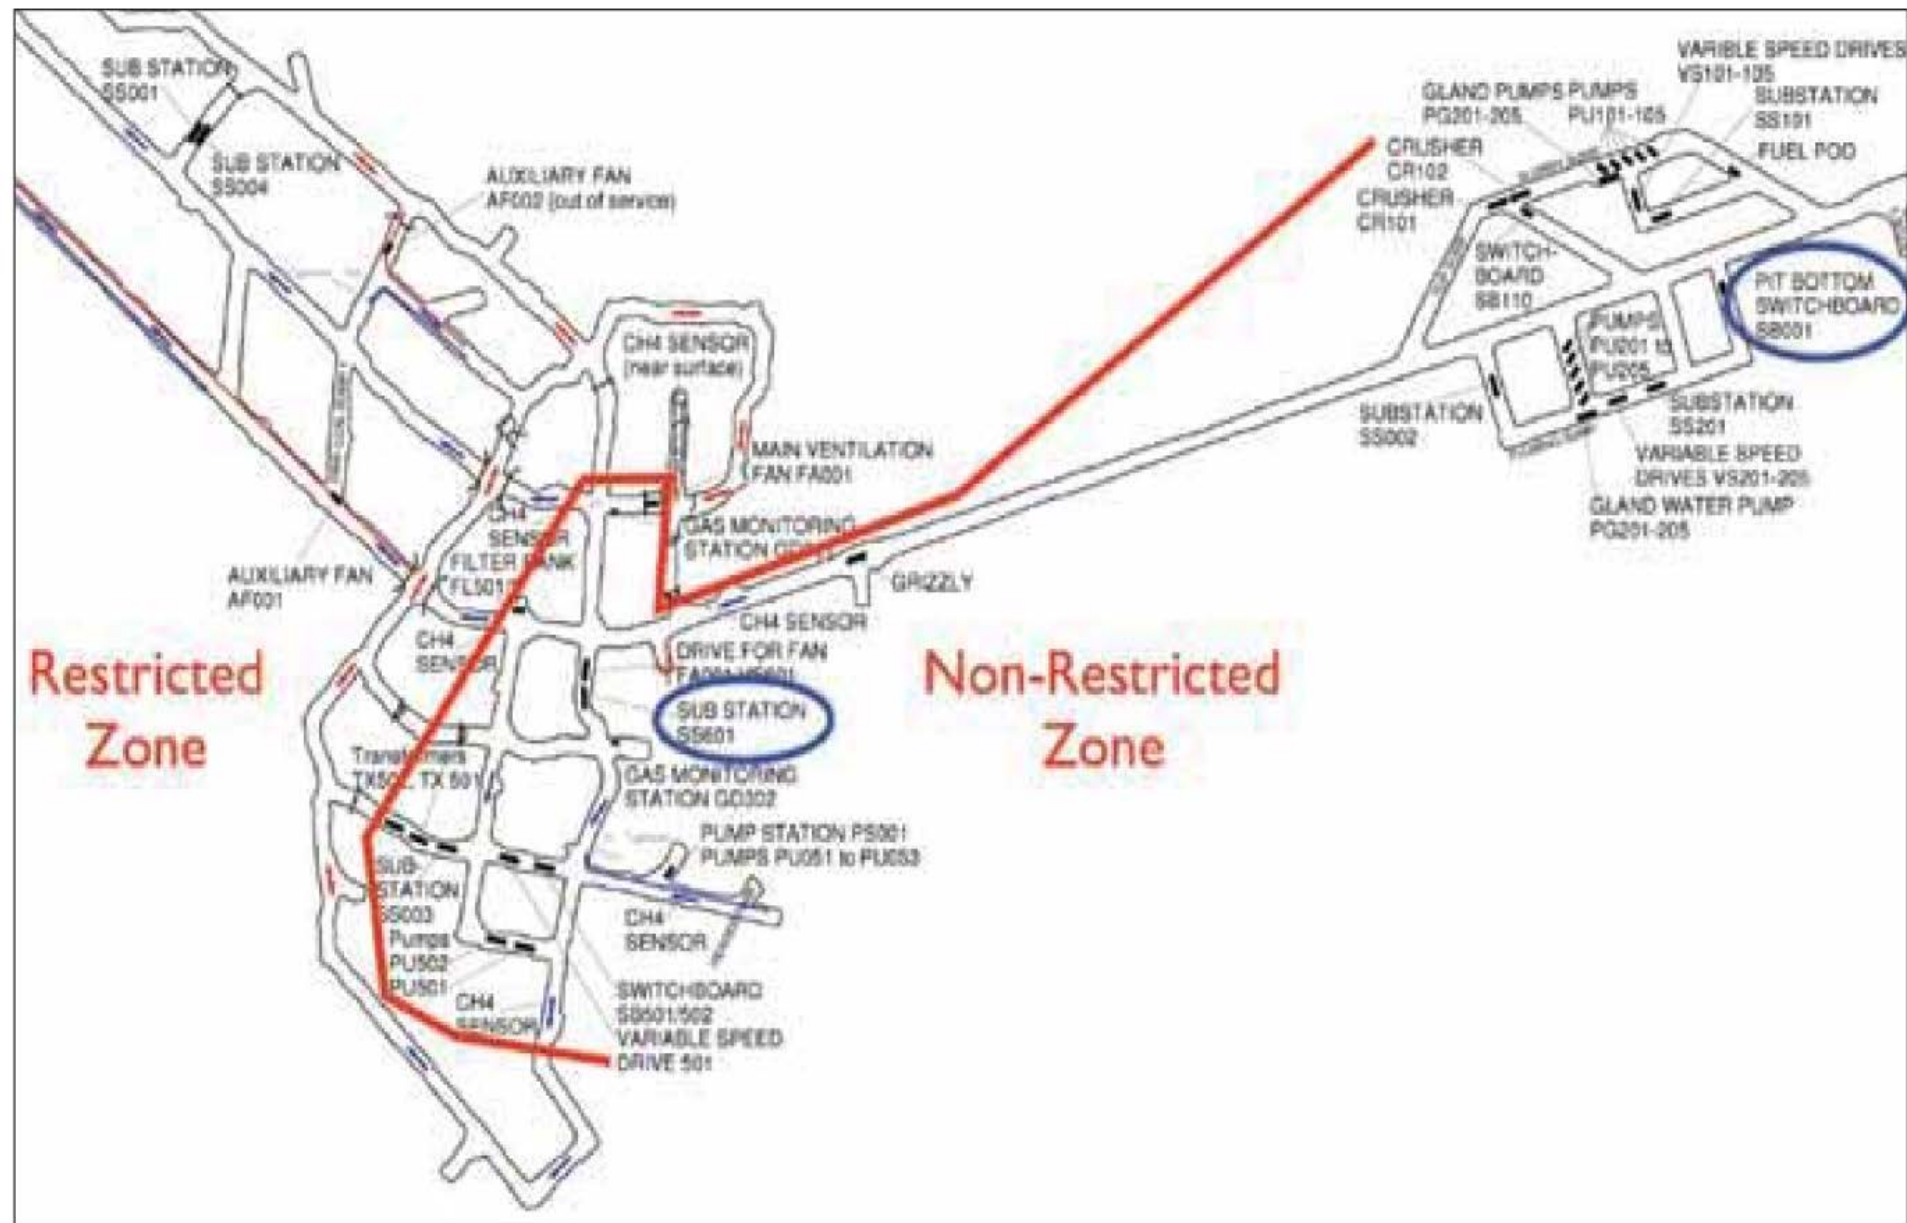 SUB STATION
SS001
SUB STATION
SS004
AUXILIARY FAN
AF002 (out of service)
CH4 SENSOR
(near surface)
MAIN VENTILATION
FAN FA001
GAS MONITORING
STATION
CH4
SENSOR
FILTER BANK
FL501
AUXILIARY FAN
AF001
CH4
SENSOR
Restricted
Zone
CH4 SENSOR
GRIZZLY
DRIVE FOR FAN
SUB STATION
SS601
Non-Restricted
Zone
Transformers
TX 501
GAS MONITORING
STATION GD302
PUMP STATION PS001
PUMPS PU051 to PU053
SUB-
STATION
SS003
Pumps
PU502
PU501
CH4
SENSOR
CH4
SENSOR
SWITCHBOARD
SB501/502
VARIABLE SPEED
DRIVE 501
VARIBLE SPEED DRIVES
VS101-105
GLAND PUMPS
PG201-205
PUMPS
PU101-105
SUBSTATION
SS101
FUEL POD
CRUSHER
CR102
CRUSHER
CR101
SWITCH-
BOARD
SB110
PIT BOTTOM
SWITCHBOARD
SB001
PUMPS
PU201 to
PU205
SUBSTATION
SS002
SUBSTATION
SS201
VARIABLE SPEED
DRIVES VS201-205
GLAND WATER PUMP
PG201-205